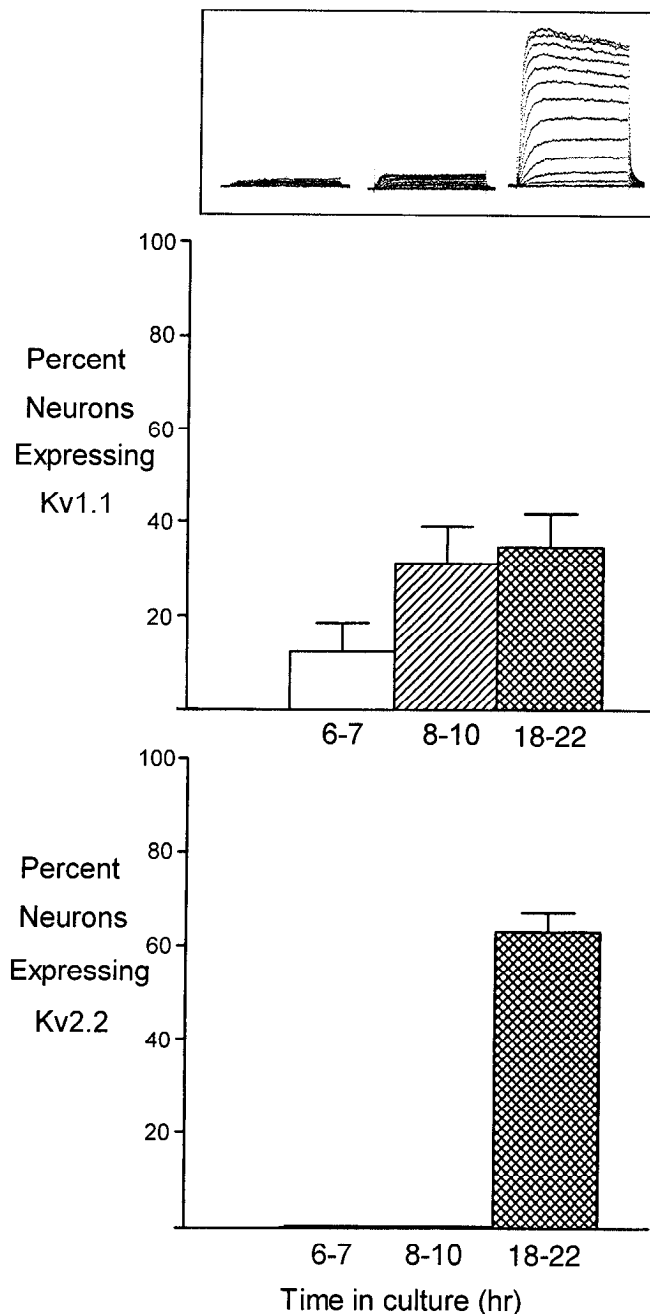 100
80
Percent
Neurons
60
Expressing
Kv1.1
40
20
6-7 8-10 18-22
100
80
Percent
Neurons
60
Expressing
Kv2.2
40
20
6-7 8-10 18-22
Time in culture (hr)